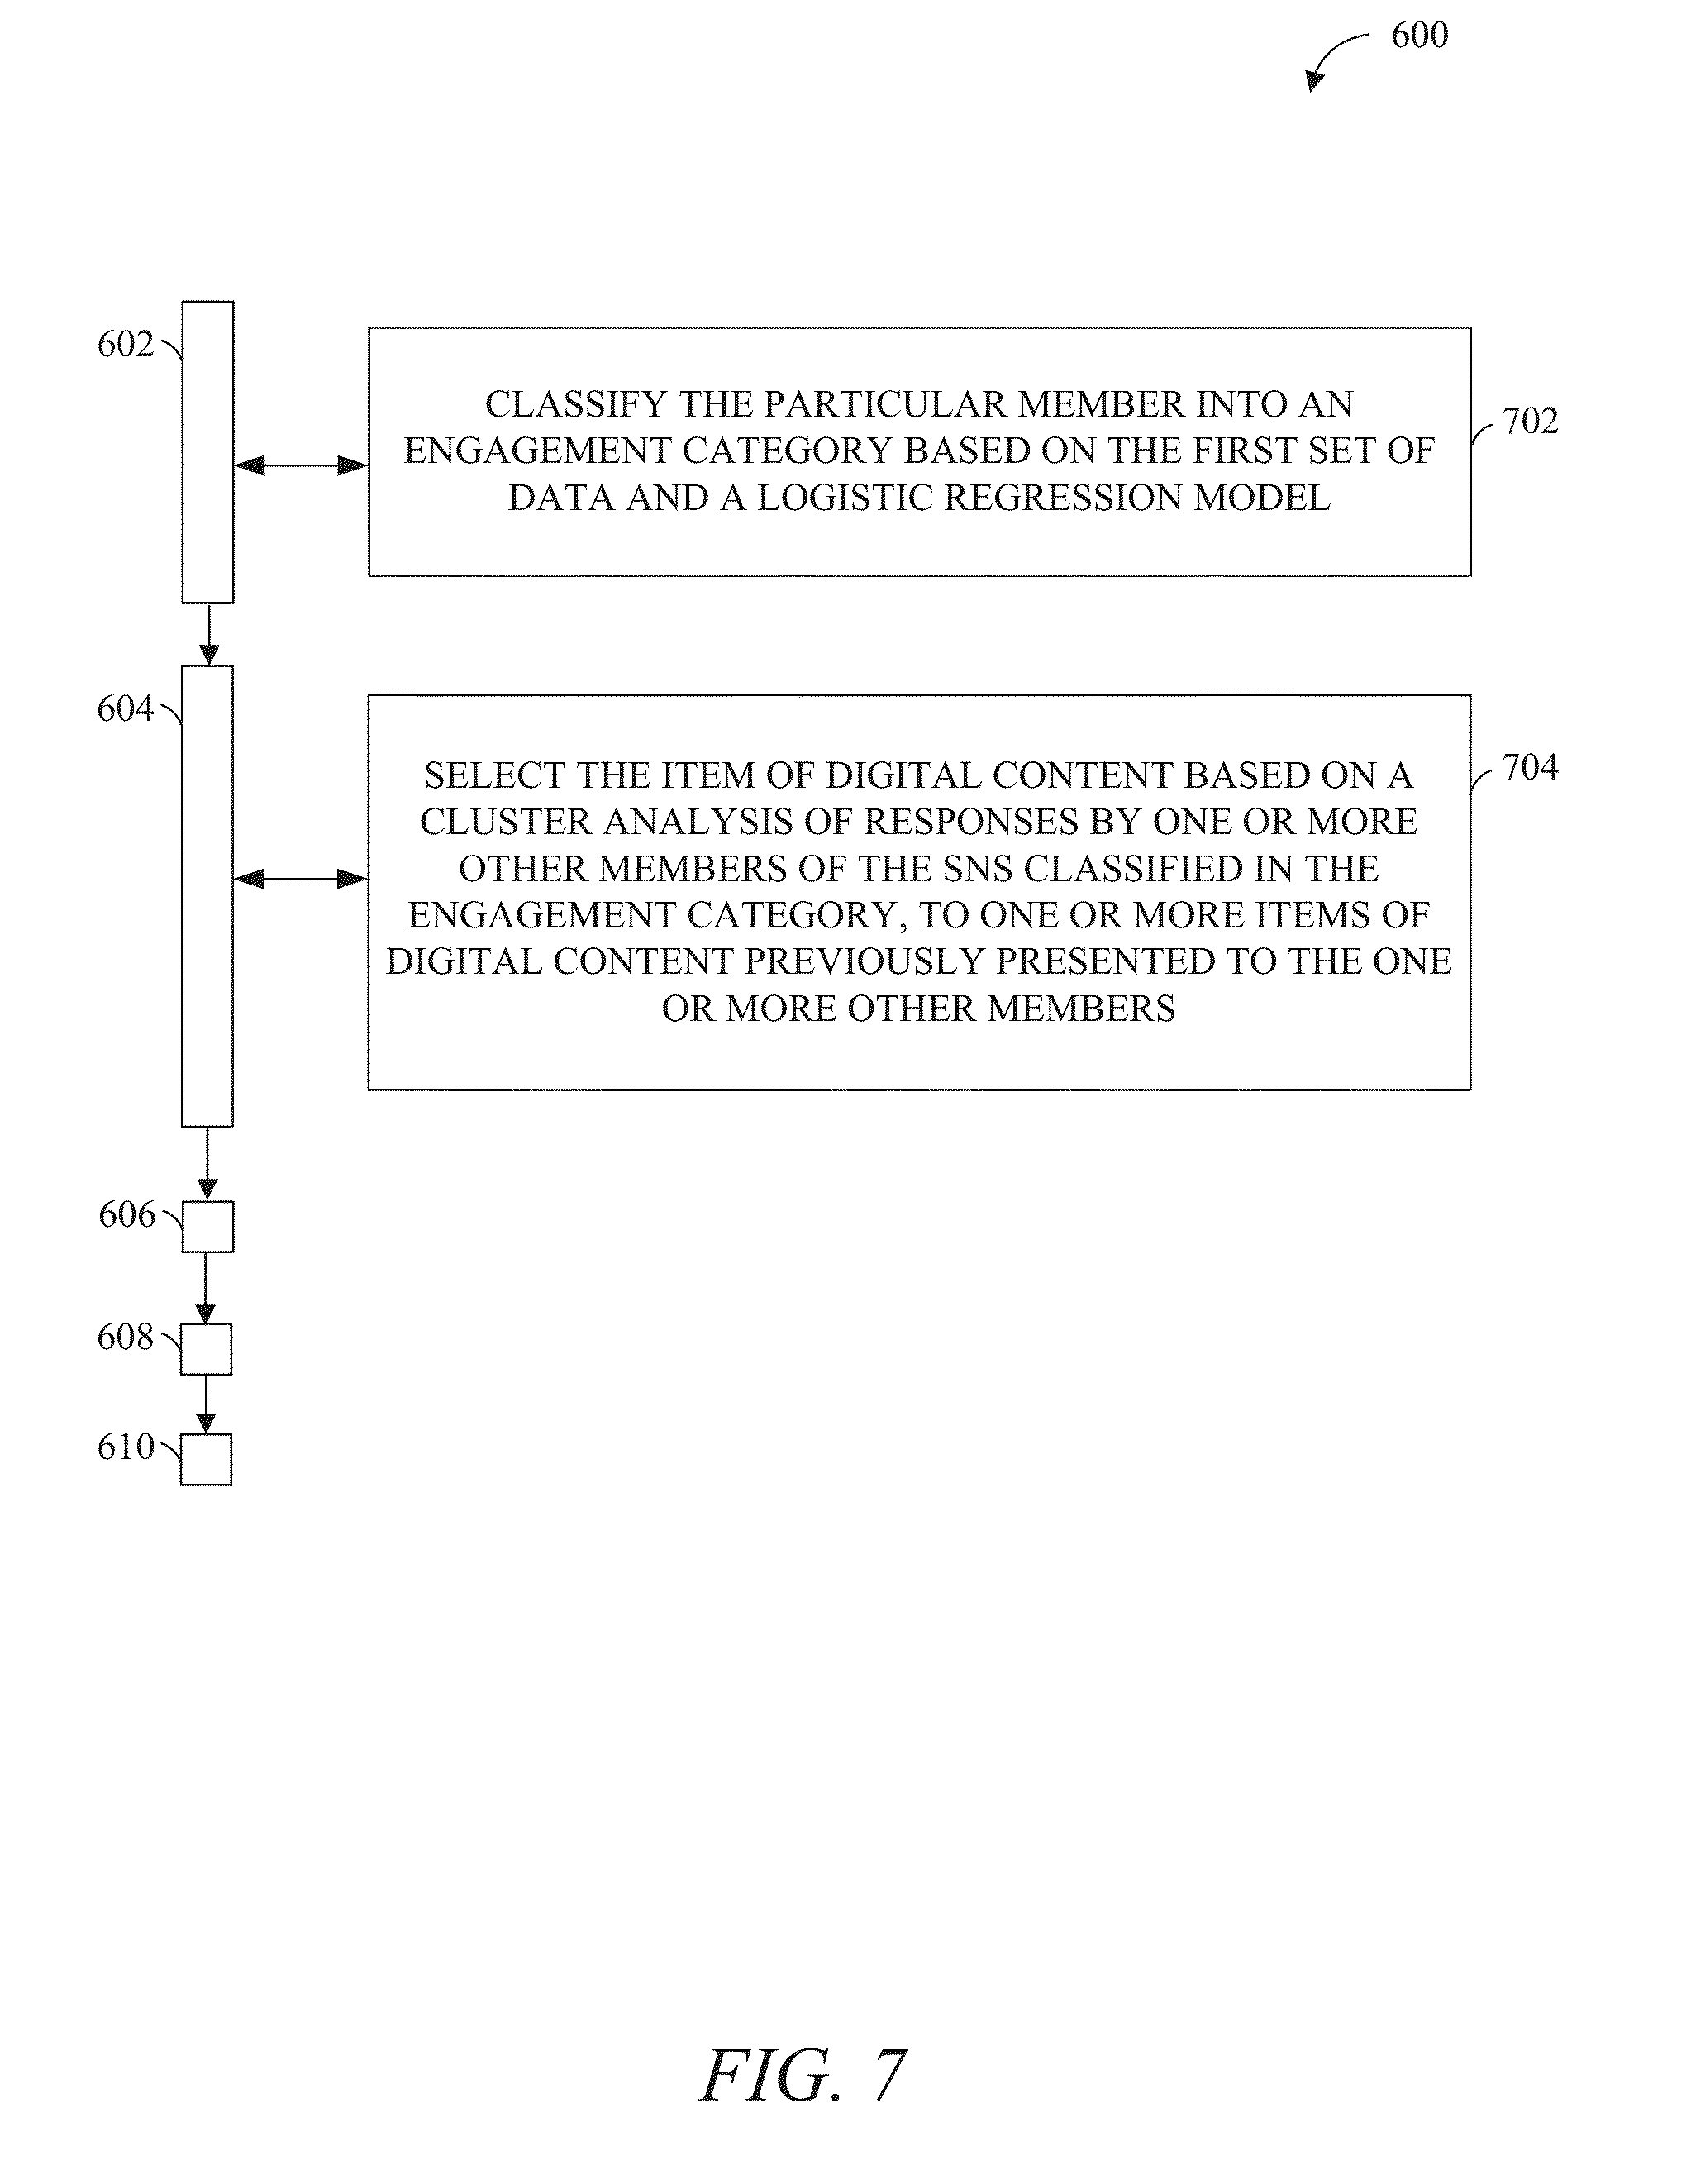 600
602
CLASSIFY THE PARTICULAR MEMBER INTO AN
ENGAGEMENT CATEGORY BASED ON THE FIRST SET OF
DATA AND A LOGISTIC REGRESSION MODEL
702
604
SELECT THE ITEM OF DIGITAL CONTENT BASED ON A
CLUSTER ANALYSIS OF RESPONSES BY ONE OR MORE
OTHER MEMBERS OF THE SNS CLASSIFIED IN THE
ENGAGEMENT CATEGORY, TO ONE OR MORE ITEMS OF
DIGITAL CONTENT PREVIOUSLY PRESENTED TO THE ONE
OR MORE OTHER MEMBERS
704
606
608
610
FIG. 7